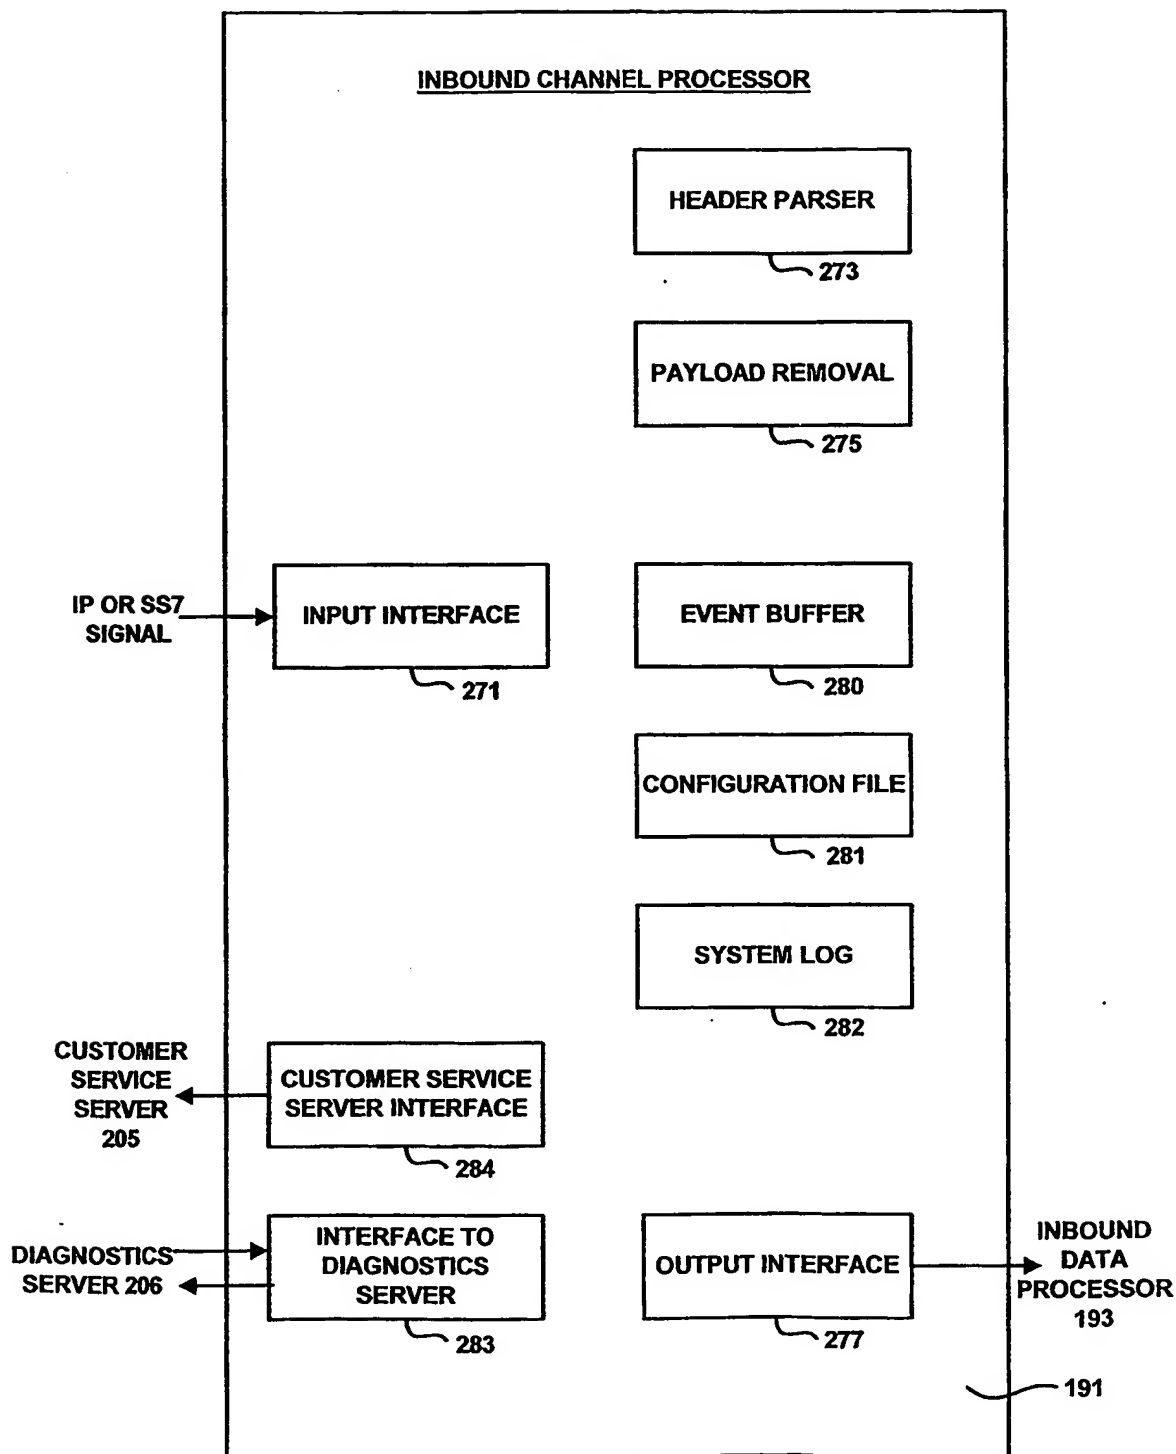 INBOUND CHANNEL PROCESSOR
HEADER PARSER
273
PAYLOAD REMOVAL
275
IP OR SS7
SIGNAL
INPUT INTERFACE
271
EVENT BUFFER
280
CONFIGURATION FILE
281
SYSTEM LOG
282
CUSTOMER
SERVICE
SERVER
205
CUSTOMER SERVICE
SERVER INTERFACE
284
DIAGNOSTICS
SERVER 206
INTERFACE TO
DIAGNOSTICS
SERVER
283
OUTPUT INTERFACE
277
INBOUND
DATA
PROCESSOR
193
191